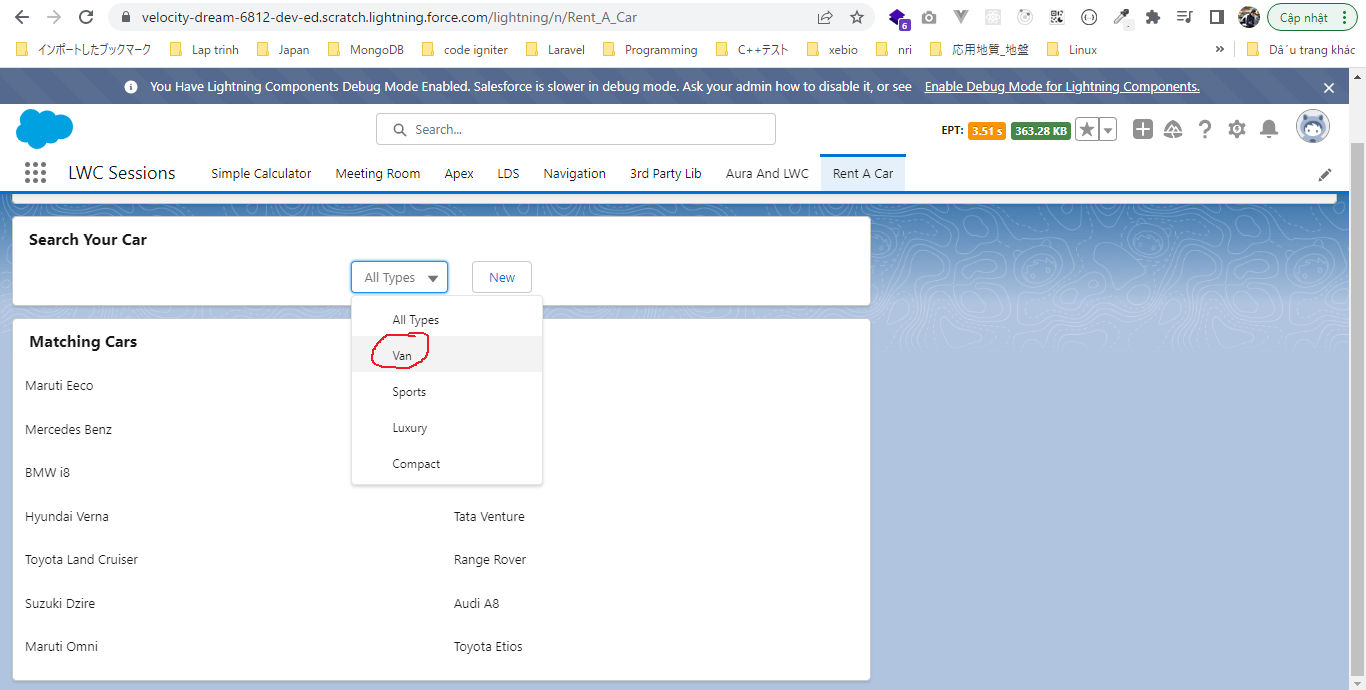 velocity-dream-6812-dev-ed.scratch.lightning.force.com/lightning/n/Rent_A_Car
6
Cập nhật
インポートしたブックマーク Lap trinh Japan MongoDB code igniter Laravel Programming C++テスト xebio nri 応用地質_地盤 Linux » Dấu trang khác
You Have Lightning Components Debug Mode Enabled. Salesforce is slower in debug mode. Ask your admin how to disable it, or see Enable Debug Mode for Lightning Components.
Search...
EPT: 3.51 s 363.28 KB
LWC Sessions Simple Calculator Meeting Room Apex LDS Navigation 3rd Party Lib Aura And LWC Rent A Car
Search Your Car
All Types New
All Types
Van
Sports
Luxury
Compact
Matching Cars
Maruti Eeco
Mercedes Benz
BMW i8
Hyundai Verna Tata Venture
Toyota Land Cruiser Range Rover
Suzuki Dzire Audi A8
Maruti Omni Toyota Etios